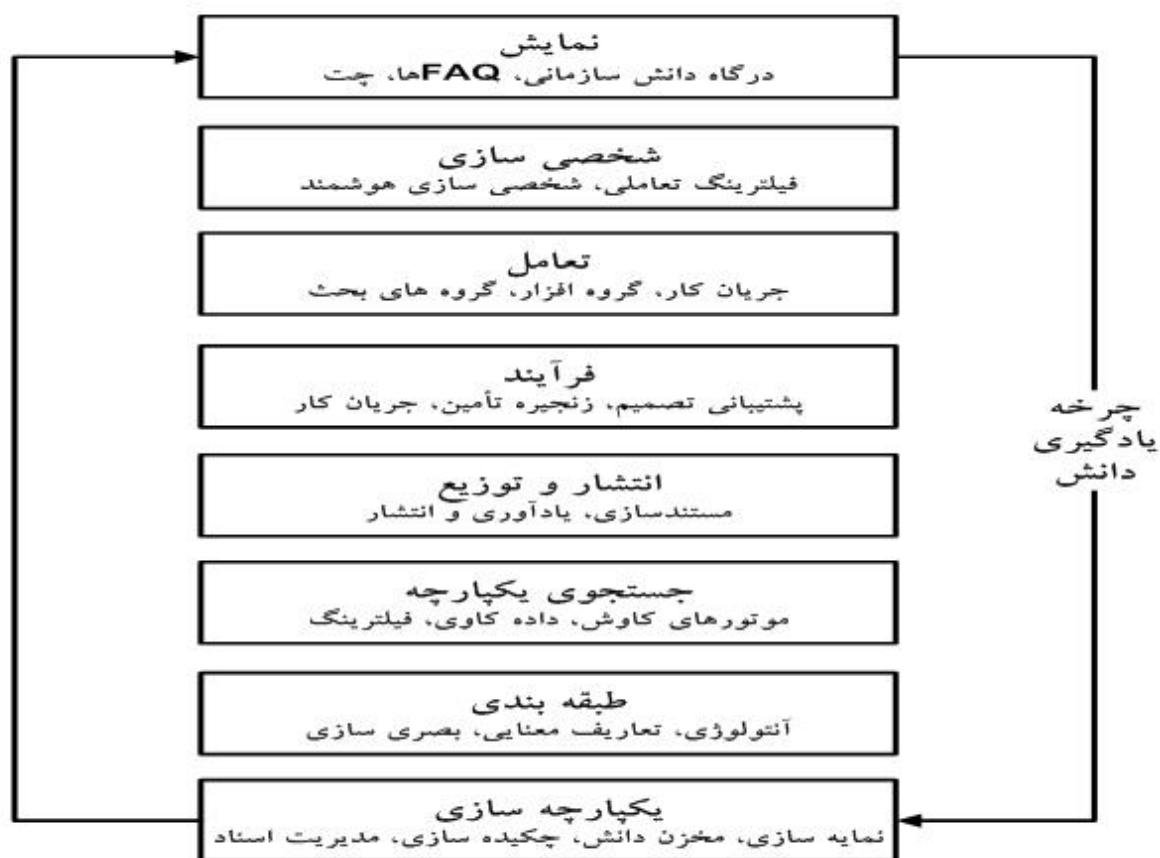 نمایش
درگاه دانش سازمانی، FAQها، چت
شخصی سازی
فیلترینگ تعاملی، شخصی سازی هوشمند
تعامل
جریان کار، گروه افزار، گروه های بحث
فرآیند
پشتیبانی تصمیم، زنجیره تأمین، جریان کار
انتشار و توزیع
مستندسازی، یادآوری و انتشار
جستجوی یکپارچه
موتورهای کاوش، داده کاوی، فیلترینگ
طبقه بندی
آنتولوژی، تعاریف معنایی، بصری سازی
یکپارچه سازی
نمایه سازی، مخزن دانش، چکیده سازی، مدیریت اسناد
چرخه
یادگیری
دانش